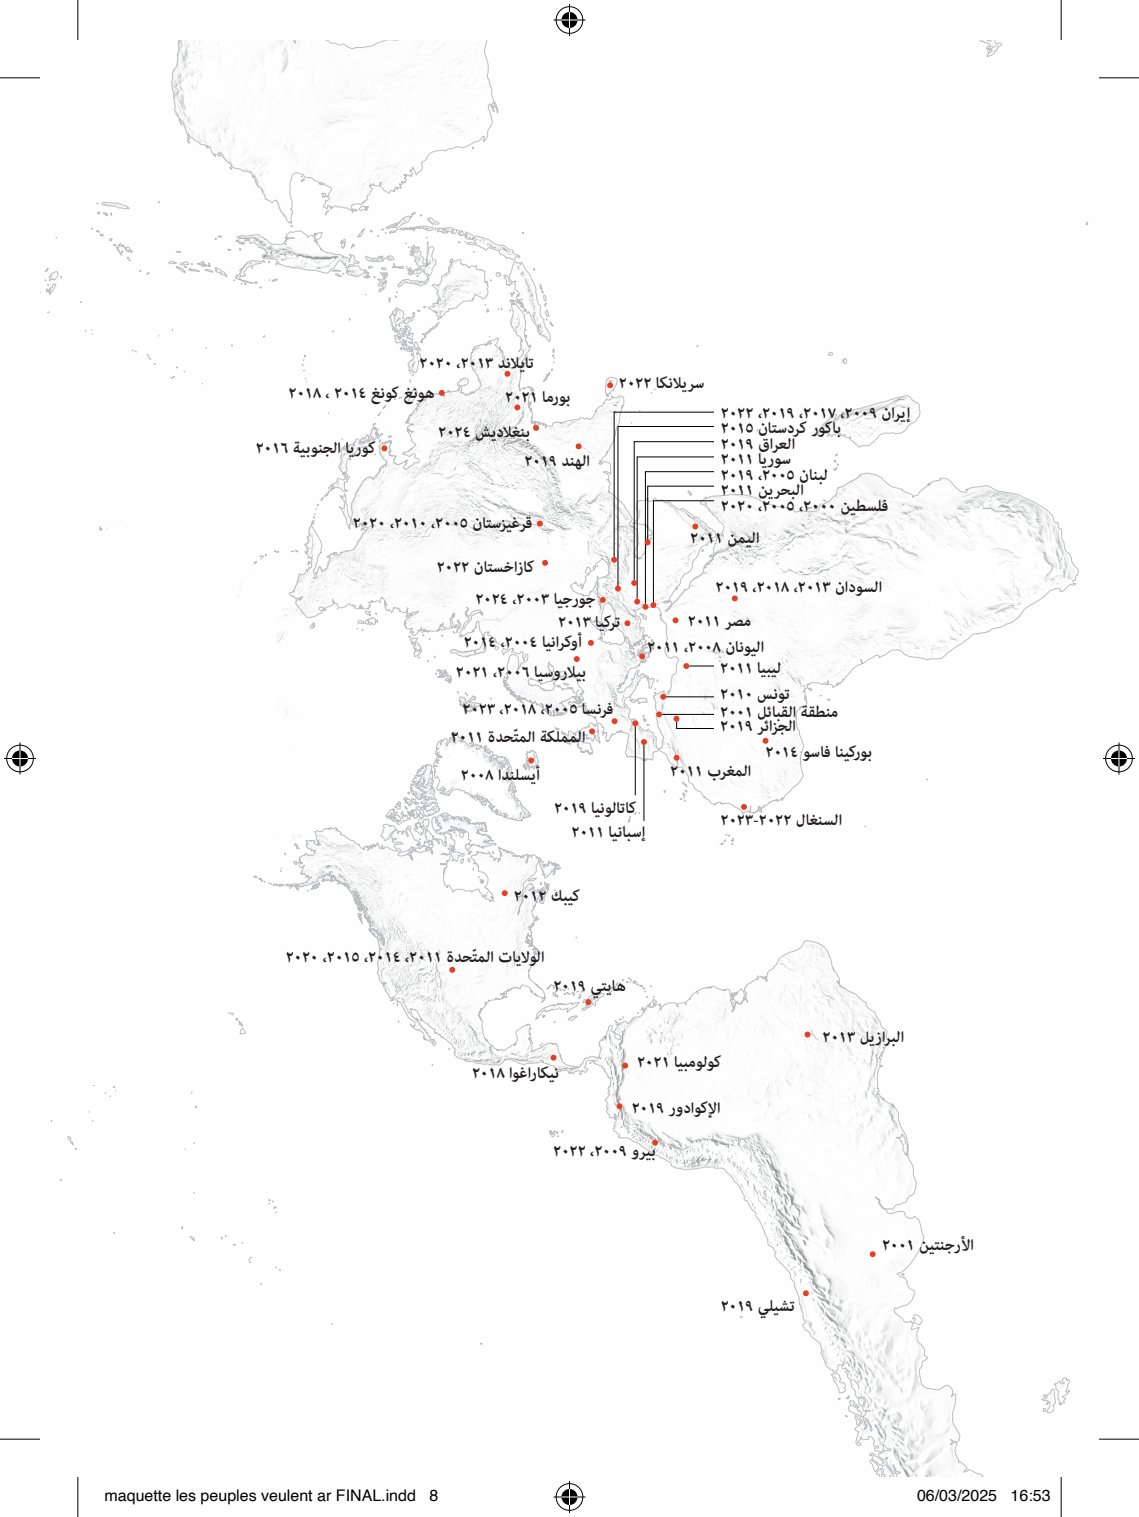 تايلاند ٢٠١٣، ٢٠٢٠
سريلانكا ٢٠٢٢
هونغ كونغ ٢٠١٤ ، ٢٠١٨
بورما ٢٠٢١
إيران ٢٠٠٩، ٢٠١٧، ٢٠١٩، ٢٠٢٢
باكور كردستان ٢٠١٥
بنغلاديش ٢٠٢٤
العراق ٢٠١٩
كوريا الجنوبية ٢٠١٦
سوريا ٢٠١١
الهند ٢٠١٩
لبنان ٢٠٠٥، ٢٠١٩
البحرين ٢٠١١
فلسطين ٢٠٠٠، ٢٠٠٥، ٢٠٢٠
قرغيزستان ٢٠٠٥، ٢٠١٠، ٢٠٢٠
اليمن ٢٠١١
كازاخستان ٢٠٢٢
السودان ٢٠١٣، ٢٠١٨، ٢٠١٩
جورجيا ٢٠٠٣، ٢٠٢٤
تركيا ٢٠١٣
مصر ٢٠١١
أوكرانيا ٢٠٠٤، ٢٠١٤
اليونان ٢٠٠٨، ٢٠١١
ليبيا ٢٠١١
بيلاروسيا ٢٠٠٦، ٢٠٢١
تونس ٢٠١٠
فرنسا ٢٠٠٥، ٢٠١٨، ٢٠٢٣
منطقة القبائل ٢٠٠١
الجزائر ٢٠١٩
المملكة المتّحدة ٢٠١١
بوركينا فاسو ٢٠١٤
المغرب ٢٠١١
أيسلندا ٢٠٠٨
كاتالونيا ٢٠١٩
السنغال ٢٠٢٢-٢٠٢٣
إسبانيا ٢٠١١
كيبك ٢٠١٢
الولايات المتّحدة ٢٠١١، ٢٠١٤، ٢٠١٥، ٢٠٢٠
هايتي ٢٠١٩
البرازيل ٢٠١٣
كولومبيا ٢٠٢١
نيكاراغوا ٢٠١٨
الإكوادور ٢٠١٩
بيرو ٢٠٠٩، ٢٠٢٢
الأرجنتين ٢٠٠١
تشيلي ٢٠١٩
maquette les peuples veulent ar FINAL.indd 8
06/03/2025 16:53